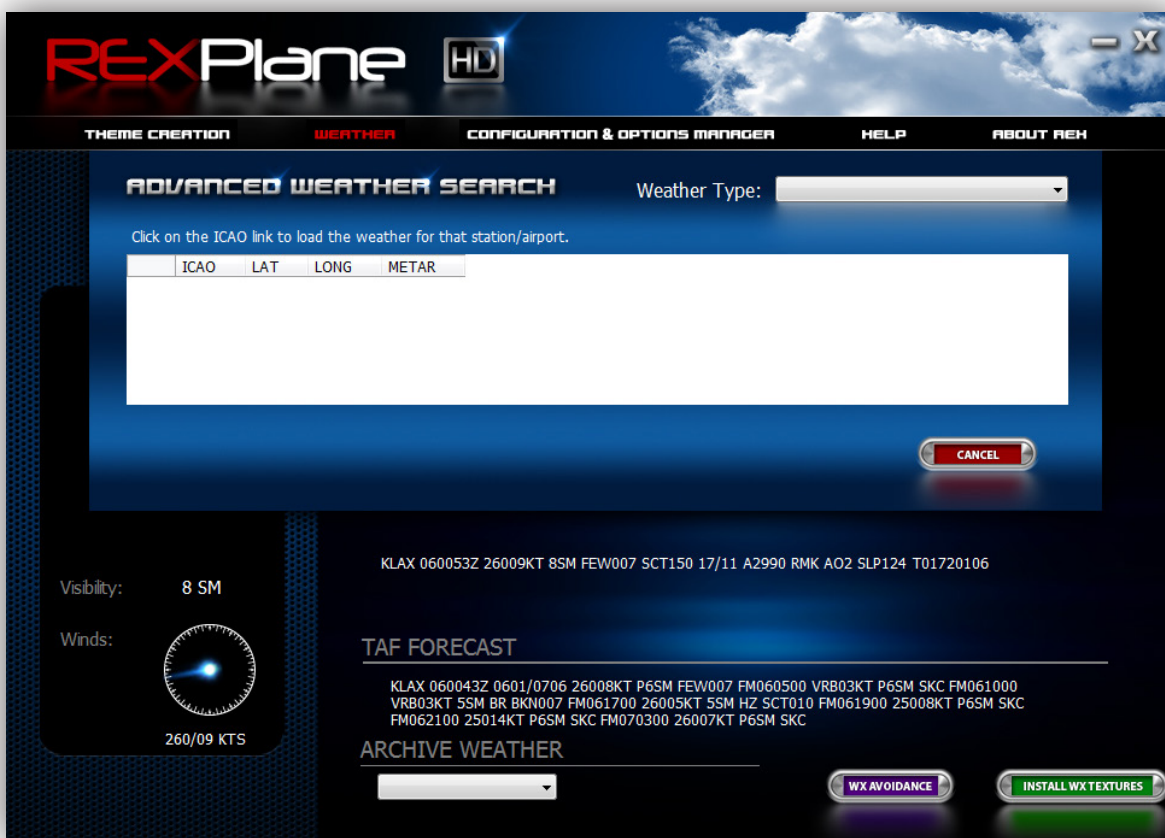 REXPlane HD
THEME CREATION WEATHER CONFIGURATION & OPTIONS MANAGER HELP ABOUT REX
ADVANCED WEATHER SEARCH
Weather Type:
Click on the ICAO link to load the weather for that station/airport.
ICAO LAT LONG METAR
CANCEL
KLAX 060053Z 26009KT 8SM FEW007 SCT150 17/11 A2990 RMK AO2 SLP124 T01720106
Visibility: 8 SM
Winds:
260/09 KTS
TAF FORECAST
KLAX 060043Z 0601/0706 26008KT P6SM FEW007 FM060500 VRB03KT P6SM SKC FM061000
VRB03KT 5SM BR BKN007 FM061700 26005KT 5SM HZ SCT010 FM061900 25008KT P6SM SKC
FM062100 25014KT P6SM SKC FM070300 26007KT P6SM SKC
ARCHIVE WEATHER
WX AVOIDANCE
INSTALL WX TEXTURES